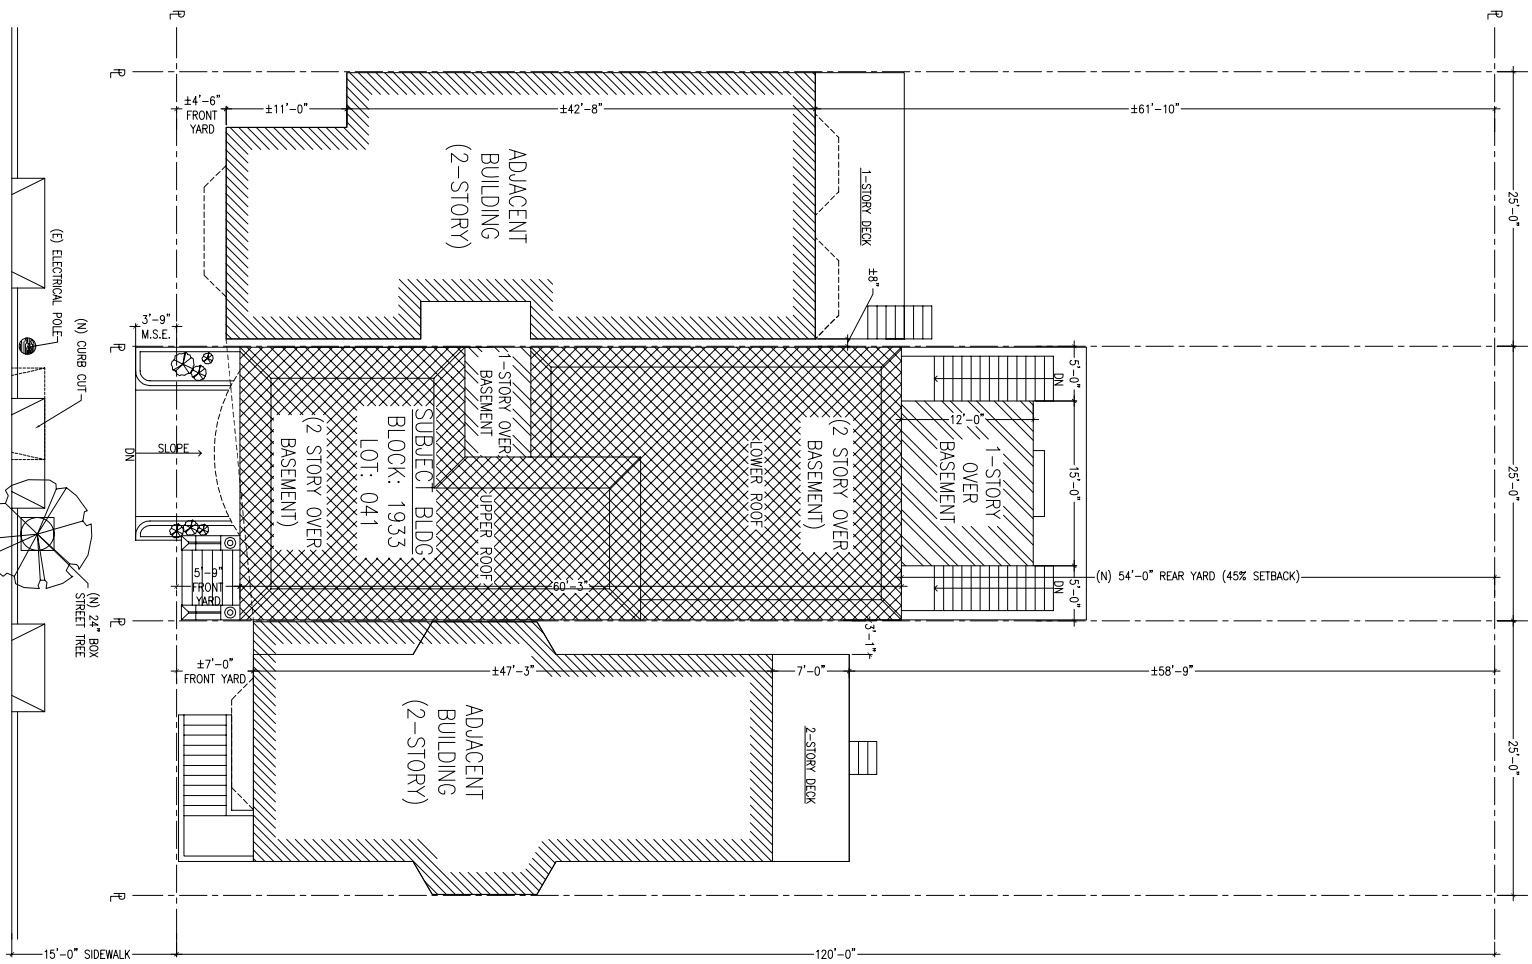 ±4'-6"
FRONT
YARD
±11'-0"
±42'-8"
±61'-10"
25'-0"
ADJACENT
BUILDING
(2-STORY)
1-STORY DECK
±8"
(E) ELECTRICAL POLE
3'-9"
M.S.E.
(N) CURB CUT
SLOPE
DN
1-STORY OVER
BASEMENT
SUBJECT BLDG
BLOCK: 1933
LOT: 041
(2 STORY OVER
BASEMENT)
UPPER ROOF
LOWER ROOF
(2 STORY OVER
BASEMENT)
DN
5'-0"
12'-0"
1-STORY
OVER
BASEMENT
15'-0"
25'-0"
5'-9"
FRONT
YARD
60'-3"
DN
5'-0"
(N) 54'-0" REAR YARD (45% SETBACK)
(N) 24" BOX
STREET TREE
3'-1"
±7'-0"
FRONT YARD
±47'-3"
7'-0"
±58'-9"
25'-0"
ADJACENT
BUILDING
(2-STORY)
2-STORY DECK
15'-0" SIDEWALK
120'-0"